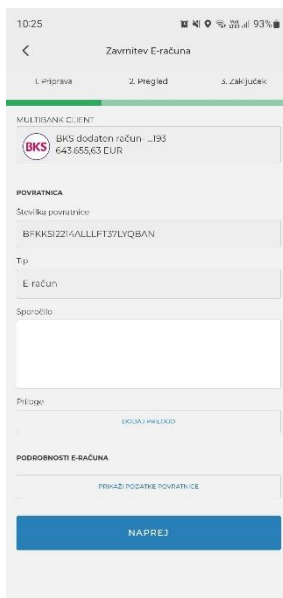 10:25
93%
Zavrnitev E-računa
1. Priprava
2. Pregled
3. Zaključek
MULTIBANK CLIENT
BKS
BKS dodaten račun- ...193
643.655,63 EUR
POVRATNICA
Številka povratnice
BFKKSI2214ALLLFT37LYQBAN
Tip
E-račun
Sporočilo
Priloge
DODAJ PRILOGO
PODROBNOSTI E-RAČUNA
PRIKAŽI PODATKE POVRATNICE
NAPREJ